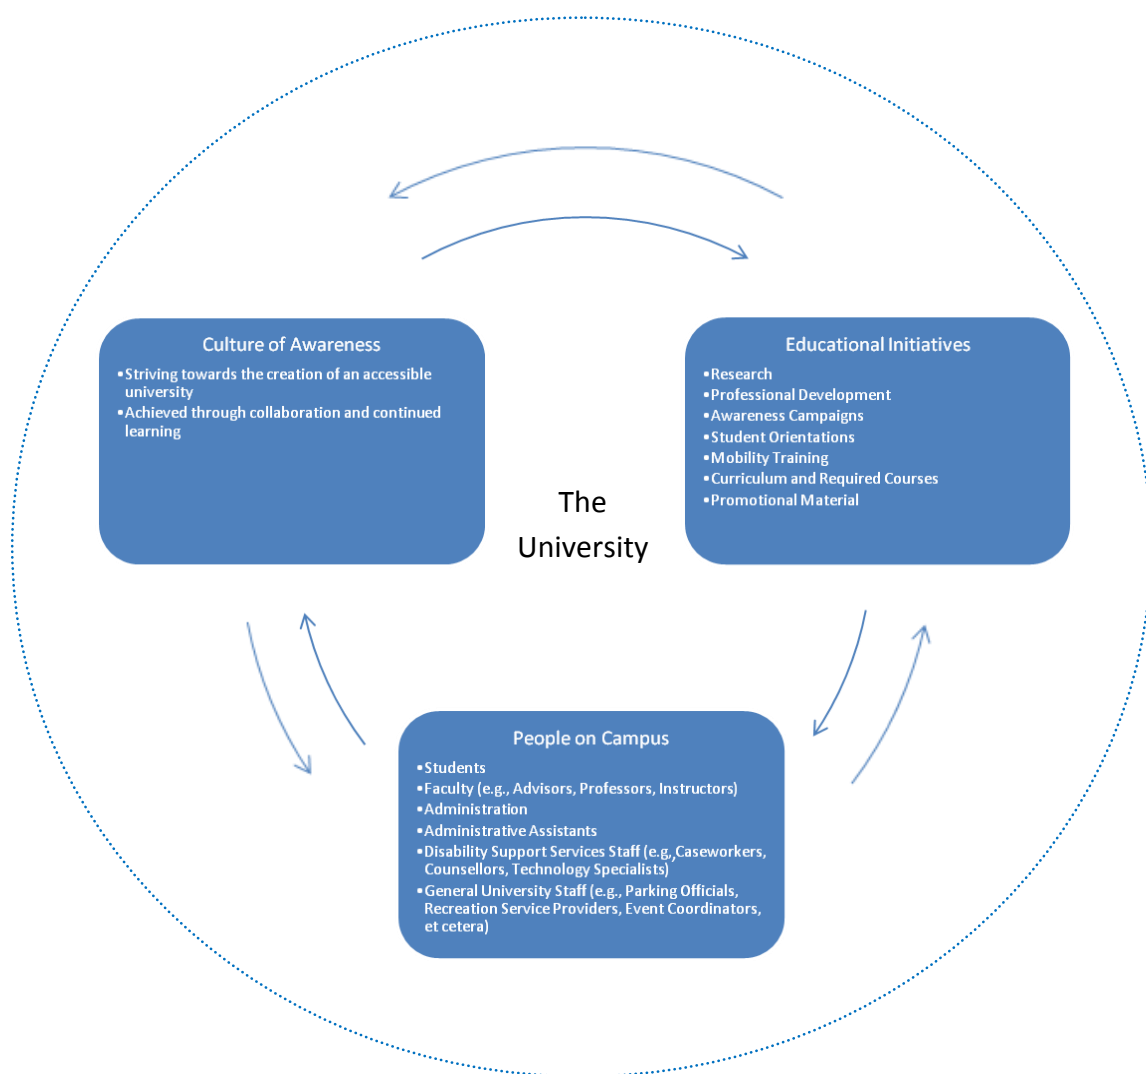 Culture of Awareness
•Striving towards the creation of an accessible
university
•Achieved through collaboration and continued
learning
Educational Initiatives
•Research
•Professional Development
•Awareness Campaigns
•Student Orientations
•Mobility Training
•Curriculum and Required Courses
•Promotional Material
The
University
People on Campus
•Students
•Faculty (e.g., Advisors, Professors, Instructors)
•Administration
•Administrative Assistants
•Disability Support Services Staff (e.g.,Caseworkers,
Counsellors, Technology Specialists)
•General University Staff (e.g., Parking Officials,
Recreation Service Providers, Event Coordinators,
et cetera)